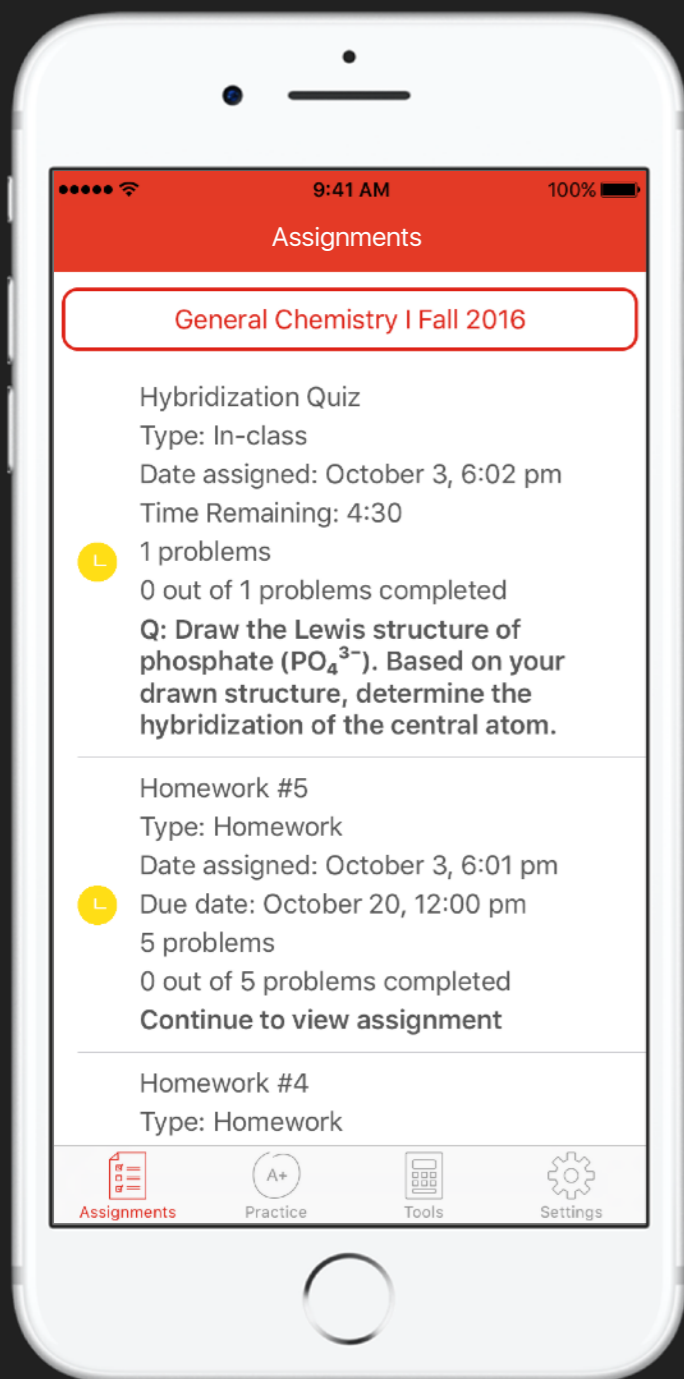 9:41 AM
100%
Assignments
General Chemistry I Fall 2016
Hybridization Quiz
Type: In-class
Date assigned: October 3, 6:02 pm
Time Remaining: 4:30
1 problems
0 out of 1 problems completed
Q: Draw the Lewis structure of
phosphate (PO₄³⁻). Based on your
drawn structure, determine the
hybridization of the central atom.
Homework #5
Type: Homework
Date assigned: October 3, 6:01 pm
Due date: October 20, 12:00 pm
5 problems
0 out of 5 problems completed
Continue to view assignment
Homework #4
Type: Homework
A+
Assignments
Practice
Tools
Settings